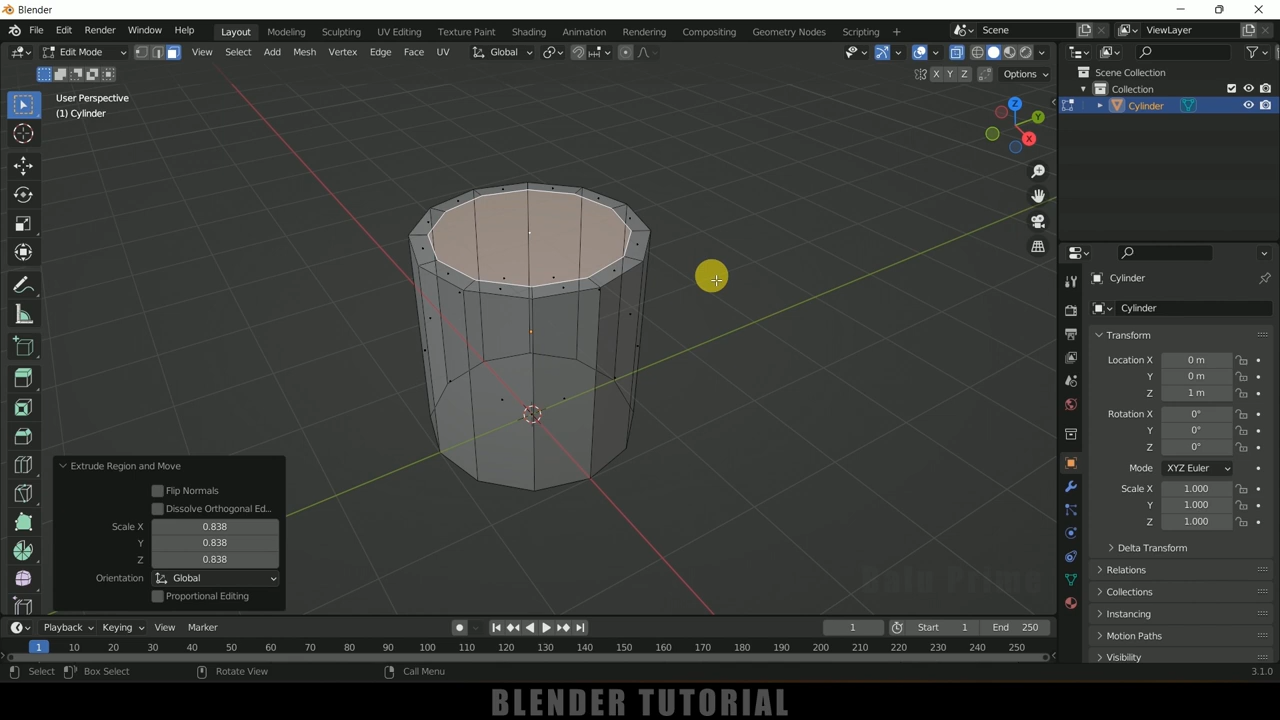 Blender
File Edit Render Window Help Layout Modeling Sculpting UV Editing Texture Paint Shading Animation Rendering Compositing Geometry Nodes Scripting + Scene ViewLayer
Edit Mode View Select Add Mesh Vertex Edge Face UV Global
X Y Z Options
User Perspective
(1) Cylinder
Scene Collection
Collection
Cylinder
Z
Y
X
Cylinder
Cylinder
Transform
Location X 0 m
Y 0 m
Z 1 m
Rotation X 0°
Y 0°
Z 0°
Mode XYZ Euler
Scale X 1.000
Y 1.000
Z 1.000
Delta Transform
Relations
Collections
Instancing
Motion Paths
Visibility
Extrude Region and Move
Flip Normals
Dissolve Orthogonal Ed...
Scale X 0.838
Y 0.838
Z 0.838
Orientation Global
Proportional Editing
Dalu Prime
Playback Keying View Marker 1 Start 1 End 250
1 10 20 30 40 50 60 70 80 90 100 110 120 130 140 150 160 170 180 190 200 210 220 230 240 250
Select Box Select Rotate View Call Menu 3.1.0
BLENDER TUTORIAL